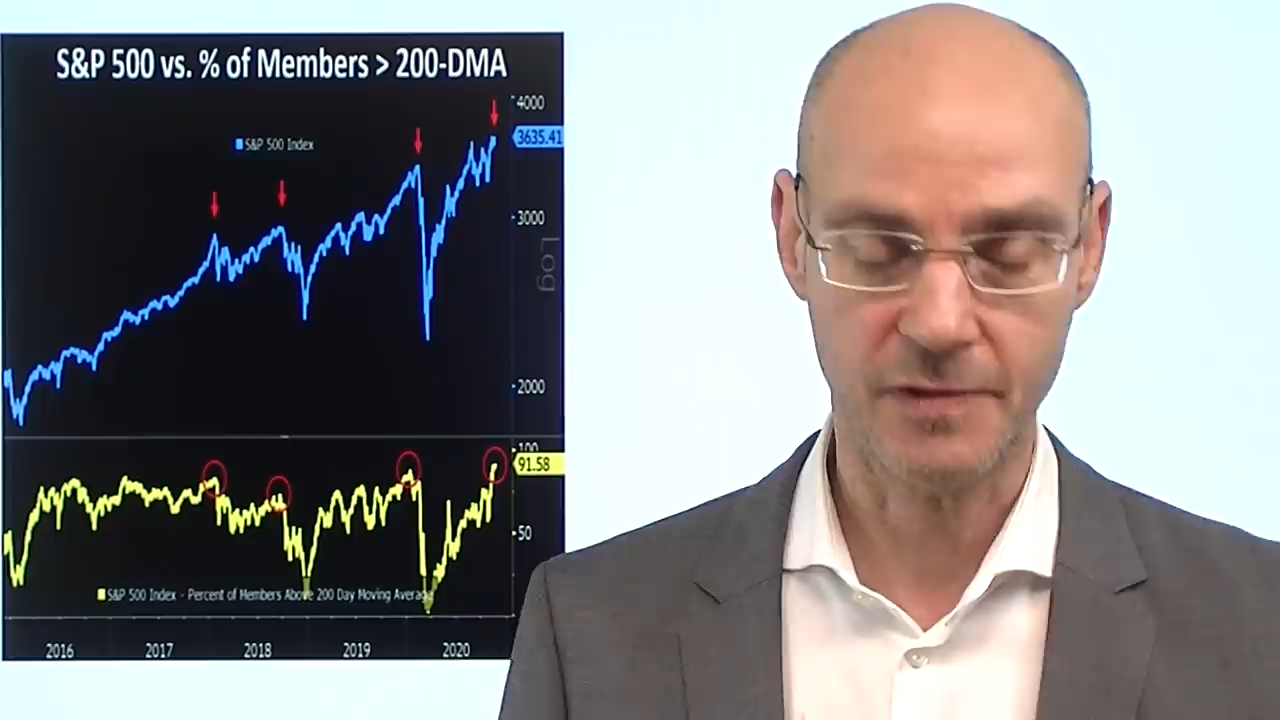 S&P 500 vs. % of Members > 200-DMA
4000
3635.41
S&P 500 Index
3000
Log
2000
100
91.58
50
S&P 500 Index - Percent of Members Above 200 Day Moving Average
2016 2017 2018 2019 2020